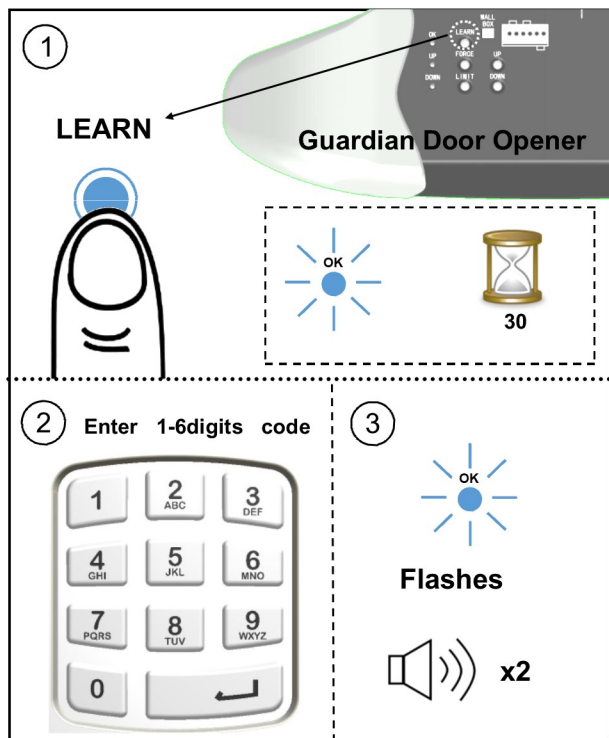 1
WALL
BOX
OK
LEARN
UP
FORCE
UP
DOWN
LIMIT
DOWN
LEARN
Guardian Door Opener
OK
30
2
Enter 1-6digits code
1
2
ABC
3
DEF
4
GHI
5
JKL
6
MNO
7
PQRS
8
TUV
9
WXYZ
0
3
OK
Flashes
x2